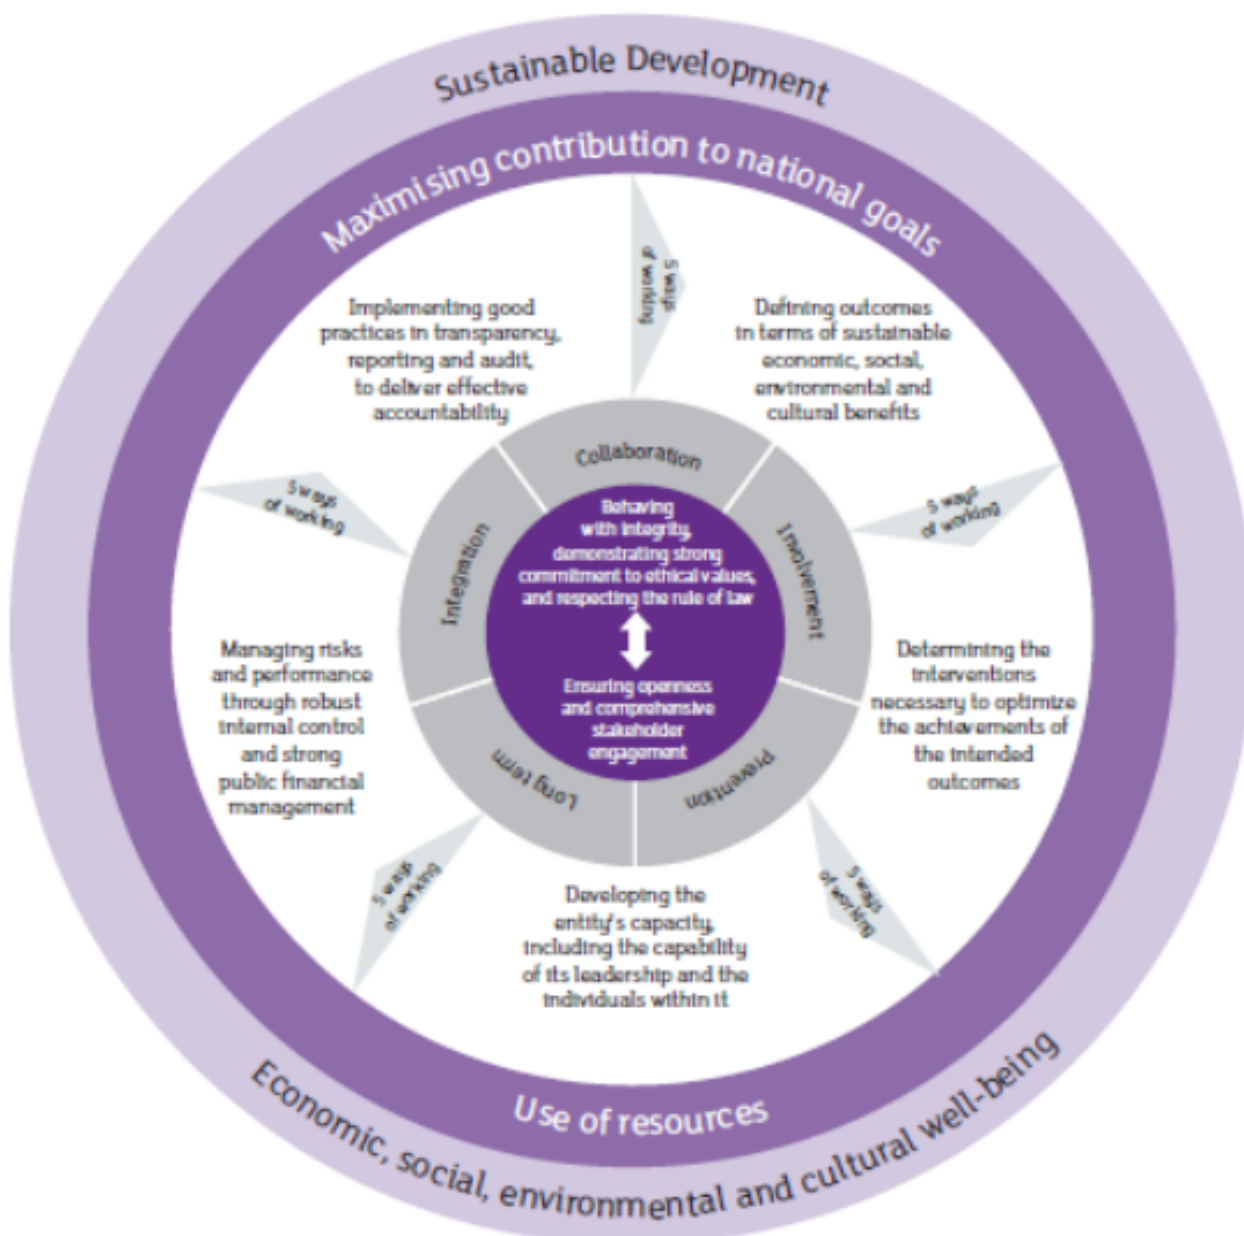 Sustainable Development
Maximising contribution to national goals
5 ways
of working
Implementing good
practices in transparency,
reporting and audit,
to deliver effective
accountability
Defining outcomes
in terms of sustainable
economic, social,
environmental and
cultural benefits
5 ways
of working
5 ways
of working
Collaboration
Integration
Involvement
Behaving
with integrity,
demonstrating strong
commitment to ethical values,
and respecting the rule of law
Ensuring openness
and comprehensive
stakeholder
engagement
Managing risks
and performance
through robust
internal control
and strong
public financial
management
Determining the
interventions
necessary to optimize
the achievements of
the intended
outcomes
Long term
Prevention
5 ways
of working
5 ways
of working
Developing the
entity's capacity,
including the capability
of its leadership and the
individuals within it
Use of resources
Economic, social, environmental and cultural well-being